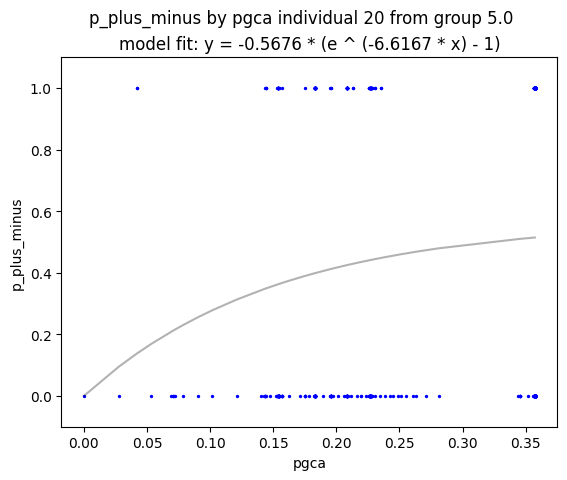 p_plus_minus by pgca individual 20 from group 5.0
model fit: y = -0.5676 * (e ^ (-6.6167 * x) - 1)
1.0
0.8
0.6
0.4
0.2
0.0
p_plus_minus
0.00 0.05 0.10 0.15 0.20 0.25 0.30 0.35
pgca